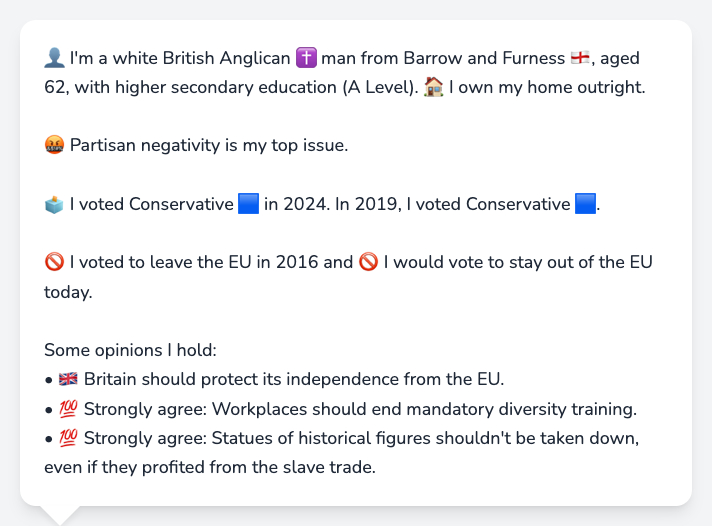 👤 I'm a white British Anglican ✝️ man from Barrow and Furness 🏴󠁧󠁢󠁥󠁮󠁧󠁿, aged
62, with higher secondary education (A Level). 🏠 I own my home outright.
🤬 Partisan negativity is my top issue.
🗳️ I voted Conservative 🟦 in 2024. In 2019, I voted Conservative 🟦.
🚫 I voted to leave the EU in 2016 and 🚫 I would vote to stay out of the EU
today.
Some opinions I hold:
• 🇬🇧 Britain should protect its independence from the EU.
• 💯 Strongly agree: Workplaces should end mandatory diversity training.
• 💯 Strongly agree: Statues of historical figures shouldn't be taken down,
even if they profited from the slave trade.